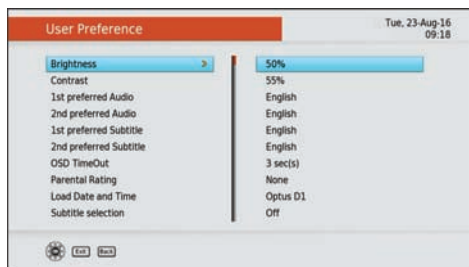 User Preference
Tue, 23-Aug-16
09:18
Brightness 50%
Contrast 55%
1st preferred Audio English
2nd preferred Audio English
1st preferred Subtitle English
2nd preferred Subtitle English
OSD TimeOut 3 sec(s)
Parental Rating None
Load Date and Time Optus D1
Subtitle selection Off
Exit Back